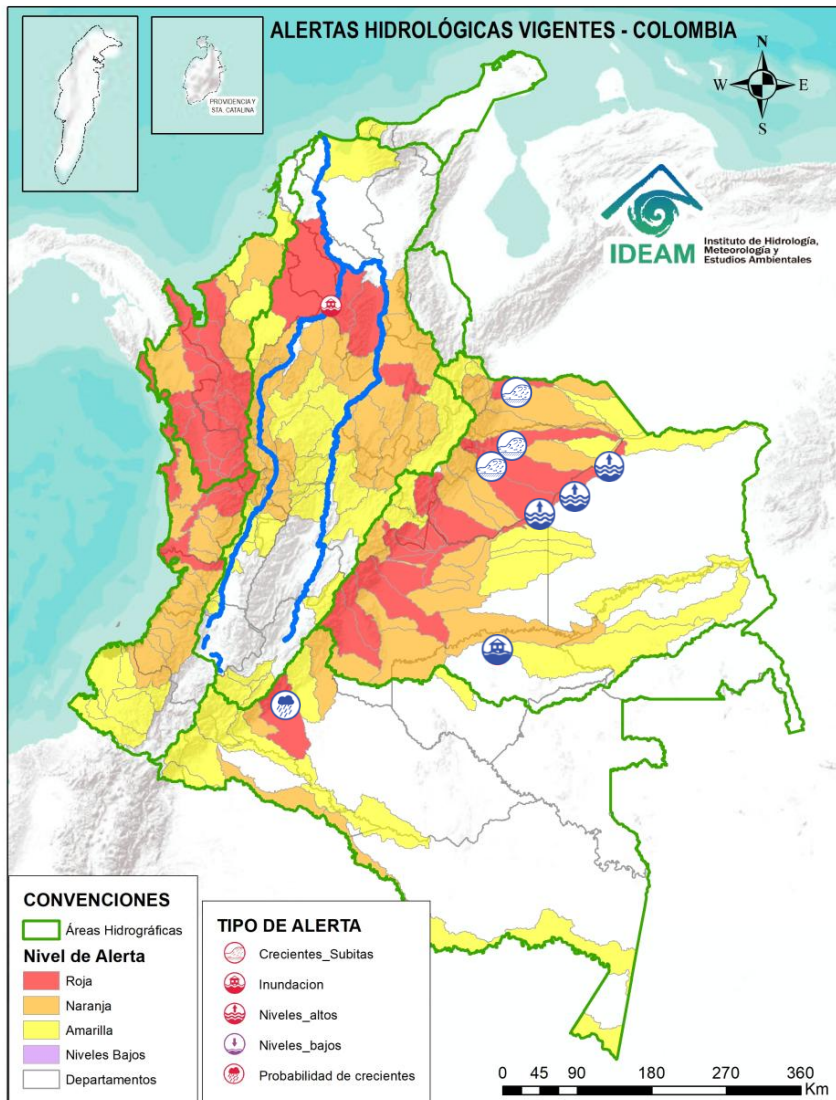 ALERTAS HIDROLÓGICAS VIGENTES - COLOMBIA
PROVIDENCIA Y
STA. CATALINA
N
W
E
S
IDEAM
Instituto de Hidrología,
Meteorología y
Estudios Ambientales
CONVENCIONES
Áreas Hidrográficas
Nivel de Alerta
Roja
Naranja
Amarilla
Niveles Bajos
Departamentos
TIPO DE ALERTA
Crecientes_Subitas
Inundacion
Niveles_altos
Niveles_bajos
Probabilidad de crecientes
0 45 90 180 270 360
Km